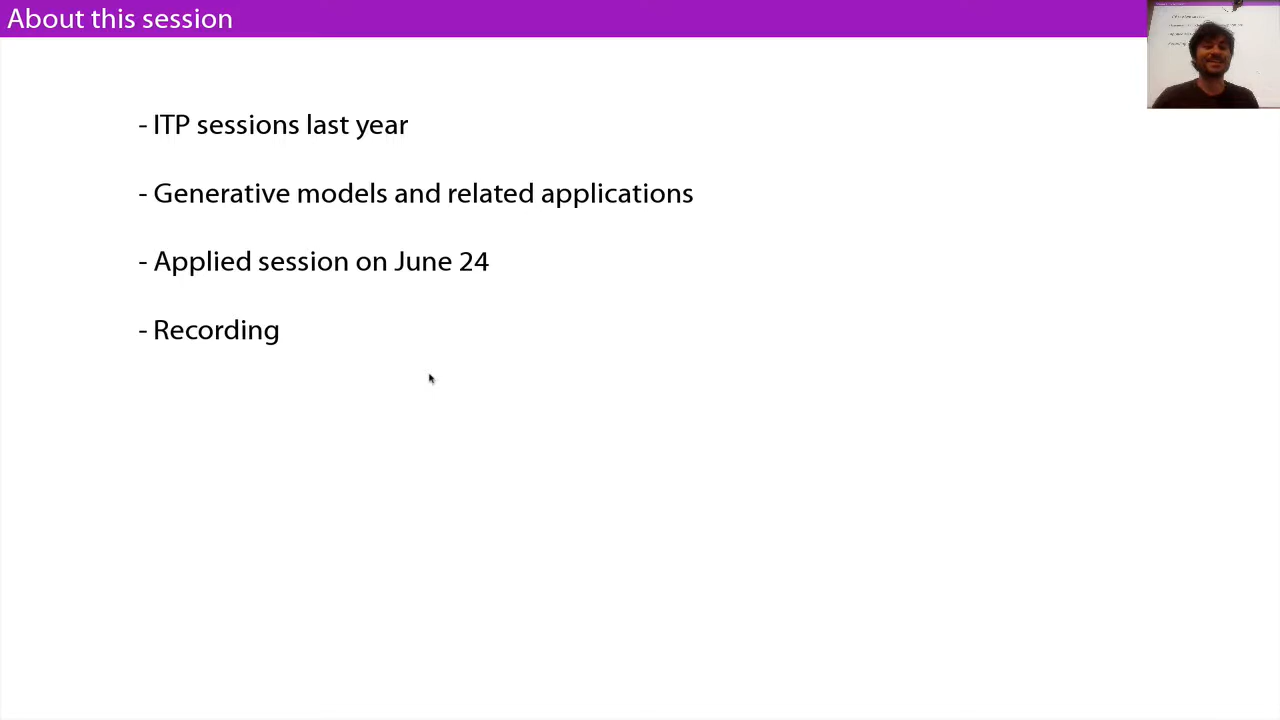 About this session
- ITP sessions last year
- Generative models and related applications
- Applied session on June 24
- Recording